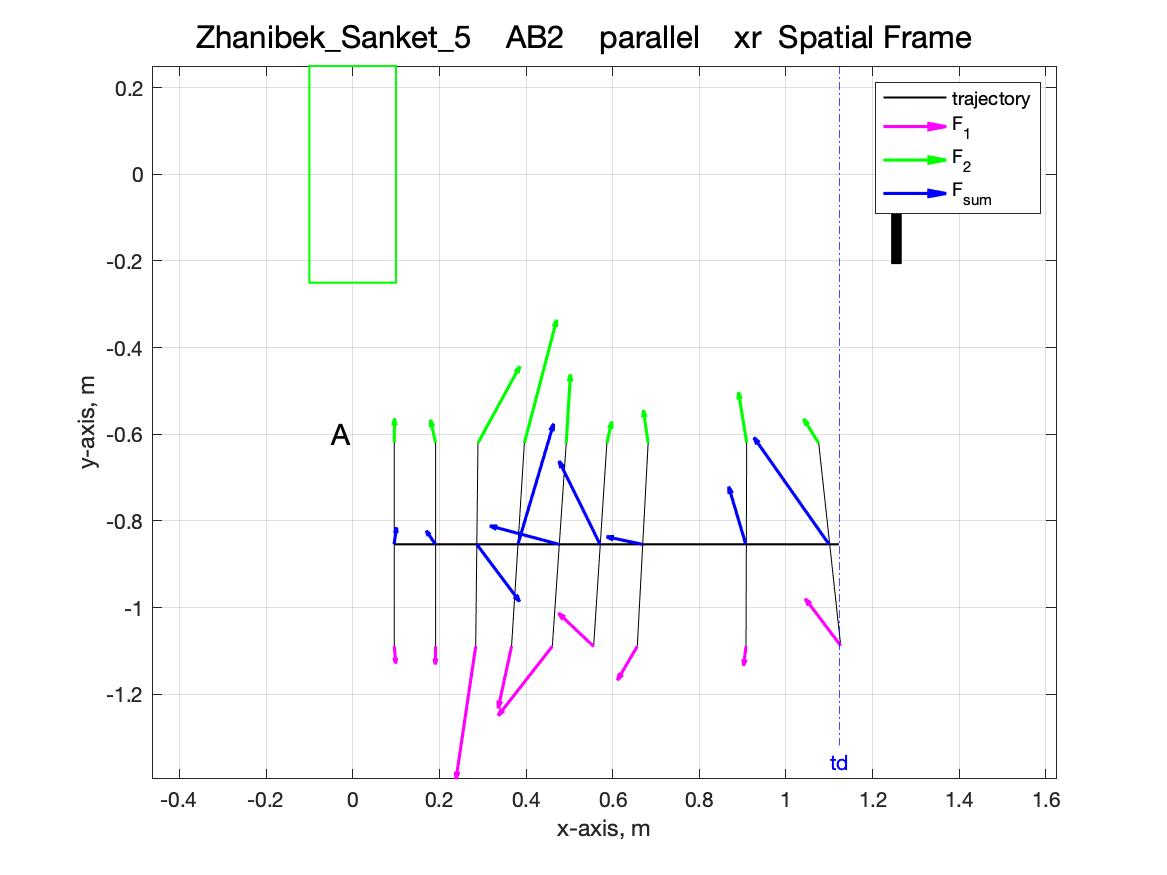 Zhanibek_Sanket_5 AB2 parallel xr Spatial Frame
trajectory
F1
F2
Fsum
A
td
0.2
0
-0.2
-0.4
-0.6
-0.8
-1
-1.2
y-axis, m
-0.4 -0.2 0 0.2 0.4 0.6 0.8 1 1.2 1.4 1.6
x-axis, m